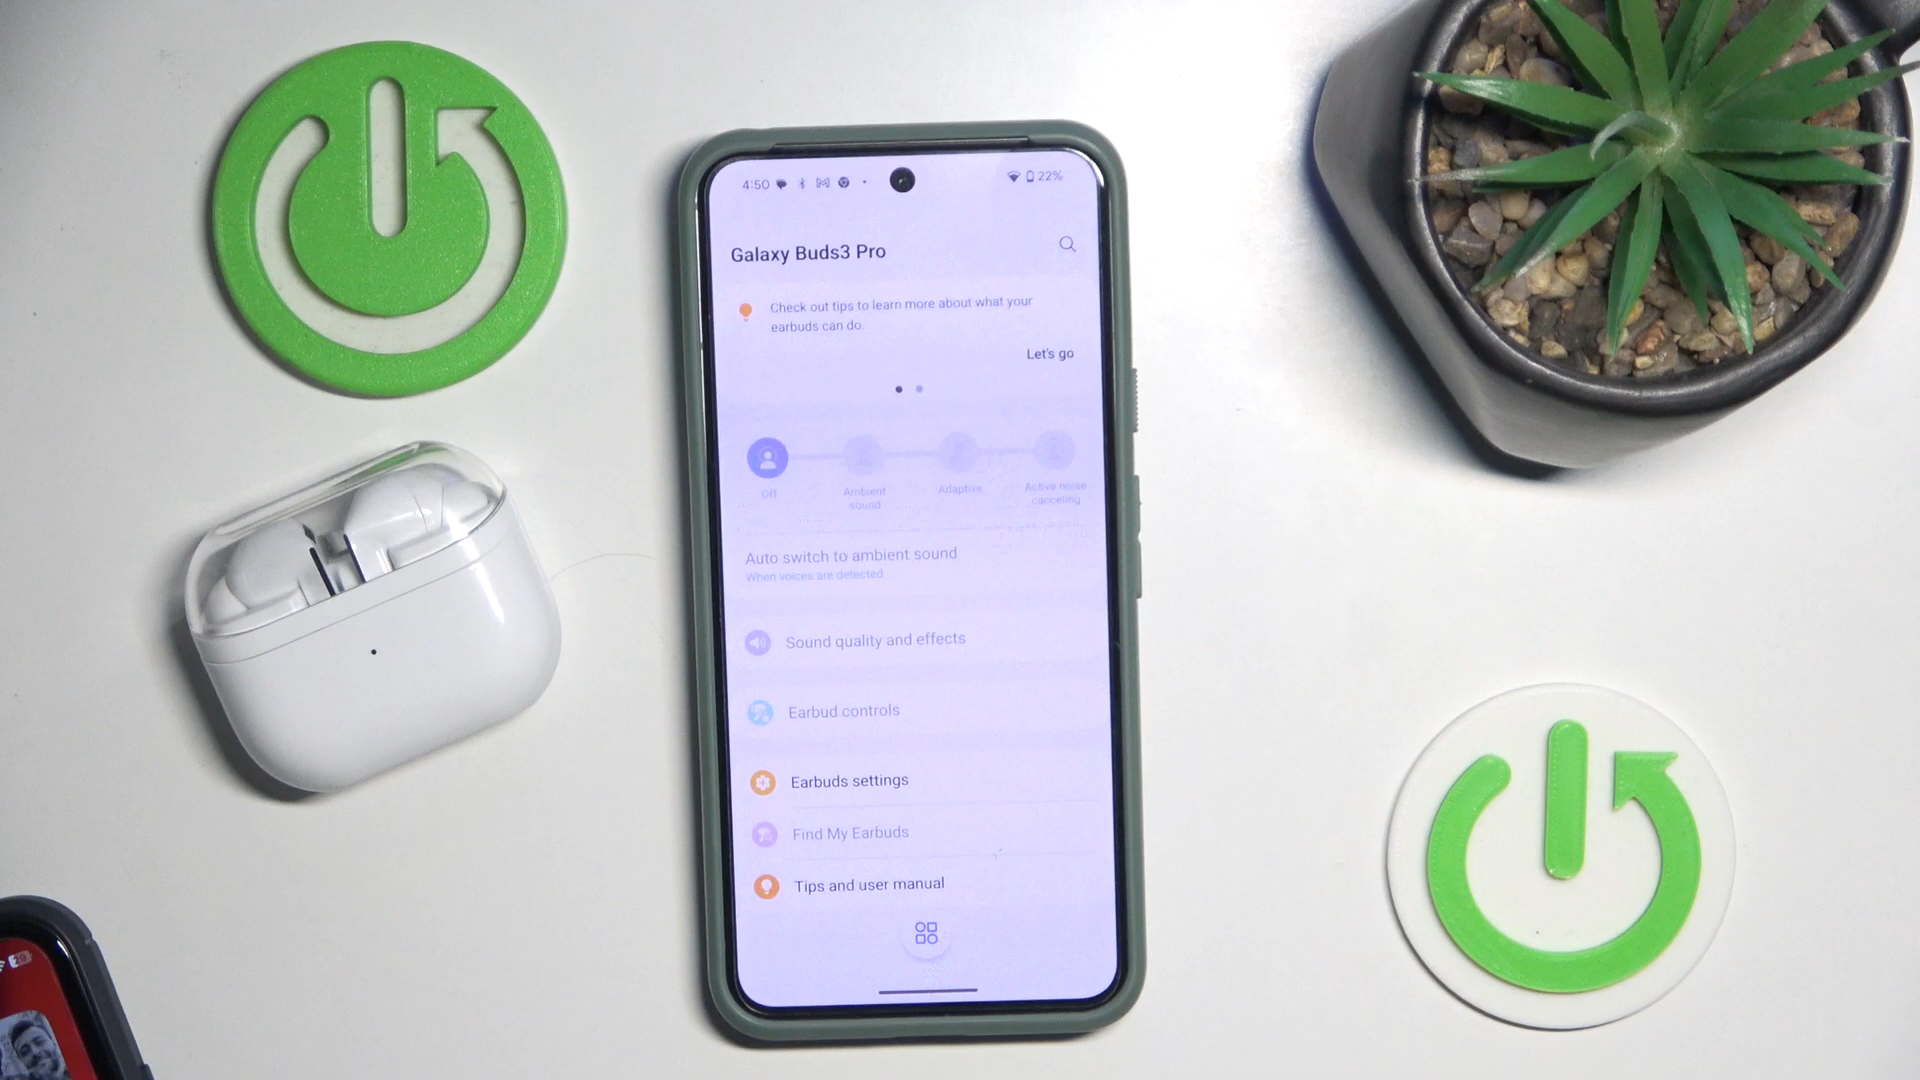 4:50
22%
Galaxy Buds3 Pro
Check out tips to learn more about what your
earbuds can do.
Let's go
Off
Ambient
sound
Adaptive
Active noise
canceling
Auto switch to ambient sound
When voices are detected
Sound quality and effects
Earbud controls
Earbuds settings
Find My Earbuds
Tips and user manual
29